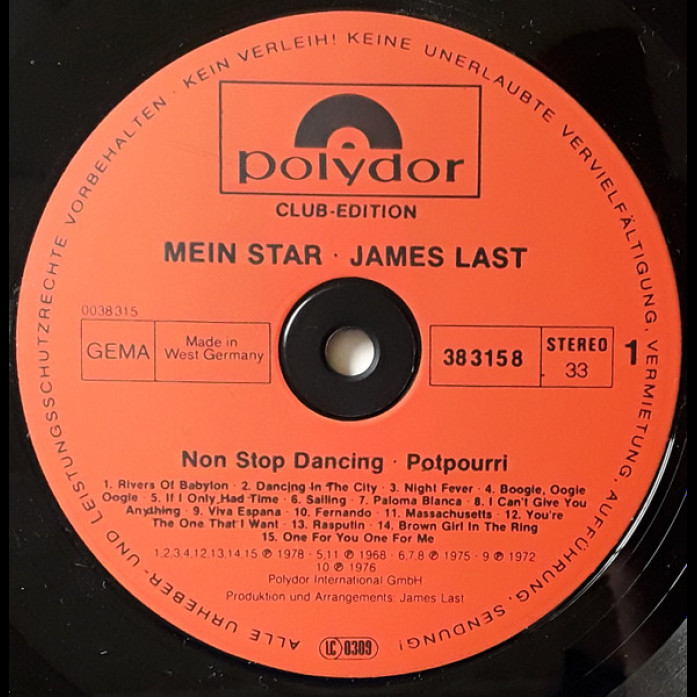 ALLE URHEBER- UND LEISTUNGSSCHUTZRECHTE VORBEHALTEN · KEIN VERLEIH! KEINE UNERLAUBTE VERVIELFÄLTIGUNG, VERMIETUNG, AUFFÜHRUNG, SENDUNG!
polydor
CLUB-EDITION
MEIN STAR · JAMES LAST
0038315
GEMA
Made in
West Germany
383158
STEREO
33
1
Non Stop Dancing · Potpourri
1. Rivers Of Babylon · 2. Dancing In The City · 3. Night Fever · 4. Boogie, Oogie
Oogie · 5. If I Only Had Time · 6. Sailing · 7. Paloma Blanca · 8. I Can't Give You
Anything · 9. Viva Espana · 10. Fernando · 11. Massachusetts · 12. You're
The One That I Want · 13. Rasputin · 14. Brown Girl In The Ring
15. One For You One For Me
1,2,3,4,12,13,14,15 ℗ 1978 · 5,11 ℗ 1968 · 6,7,8 ℗ 1975 · 9 ℗ 1972
10 ℗ 1976
Polydor International GmbH
Produktion und Arrangements: James Last
LC 0309